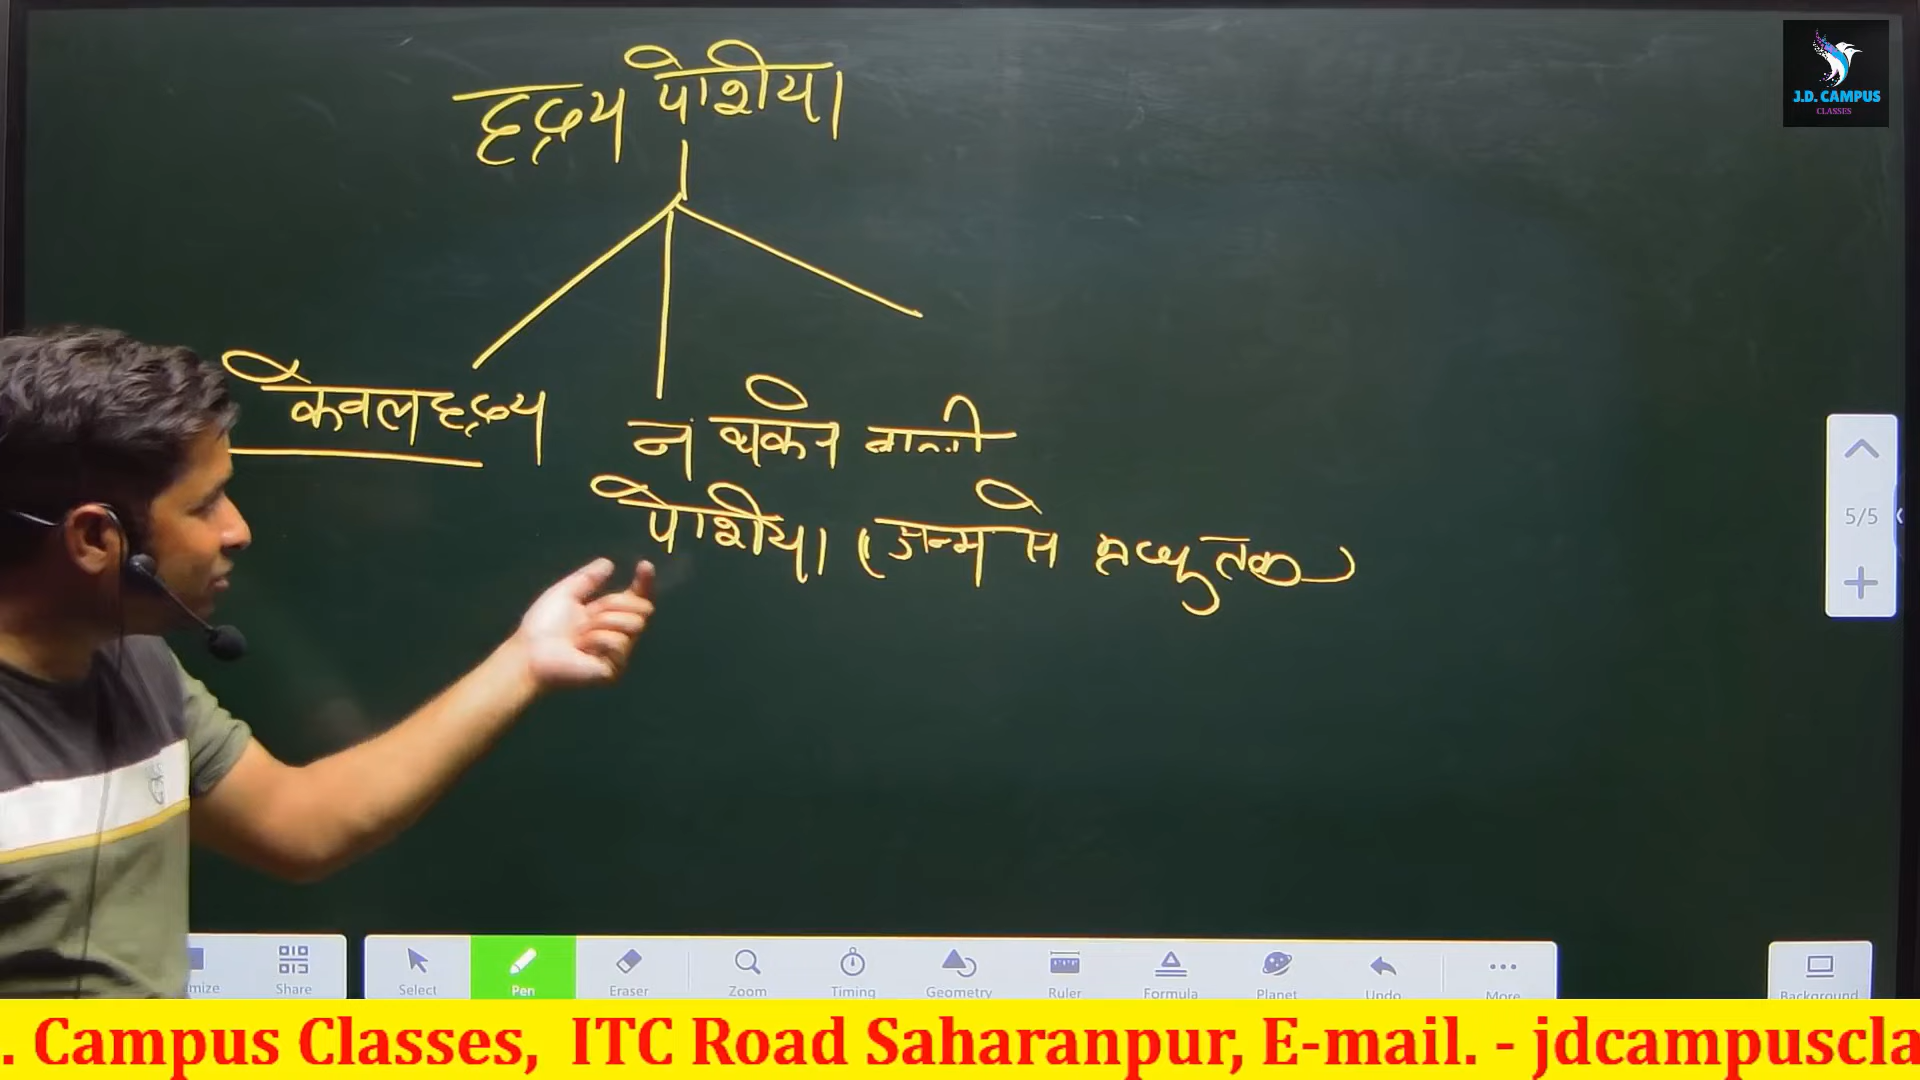 J.D. CAMPUS
CLASSES
हृदय पेशीया
केवल हृदय
न थकने वाली
पेशीया (जन्म से मृत्यु तक)
5/5
Share
Select
Pen
Eraser
Zoom
Timing
Geometry
Ruler
Formula
Planet
Undo
More
Background
. Campus Classes, ITC Road Saharanpur, E-mail. - jdcampuscla